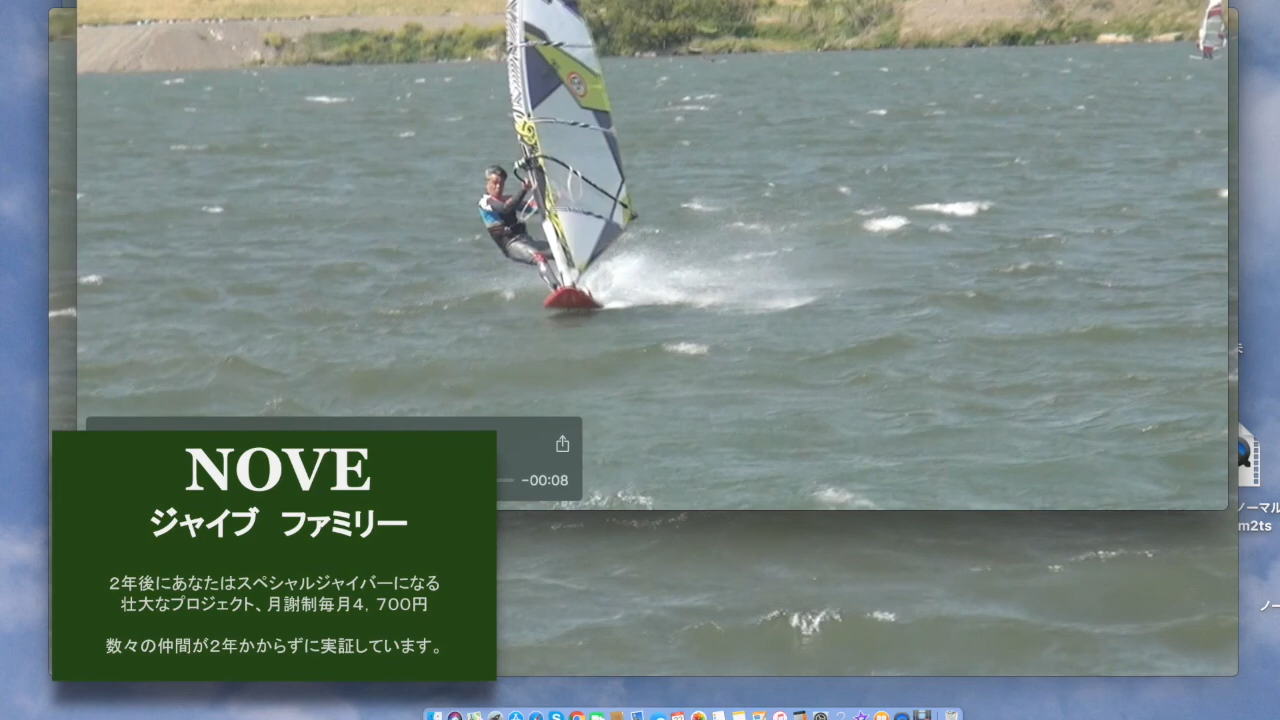 −00:08
NOVE
ジャイブ ファミリー
２年後にあなたはスペシャルジャイバーになる
壮大なプロジェクト、月謝制毎月４，７００円
数々の仲間が２年かからずに実証しています。
ノーマル
m2ts